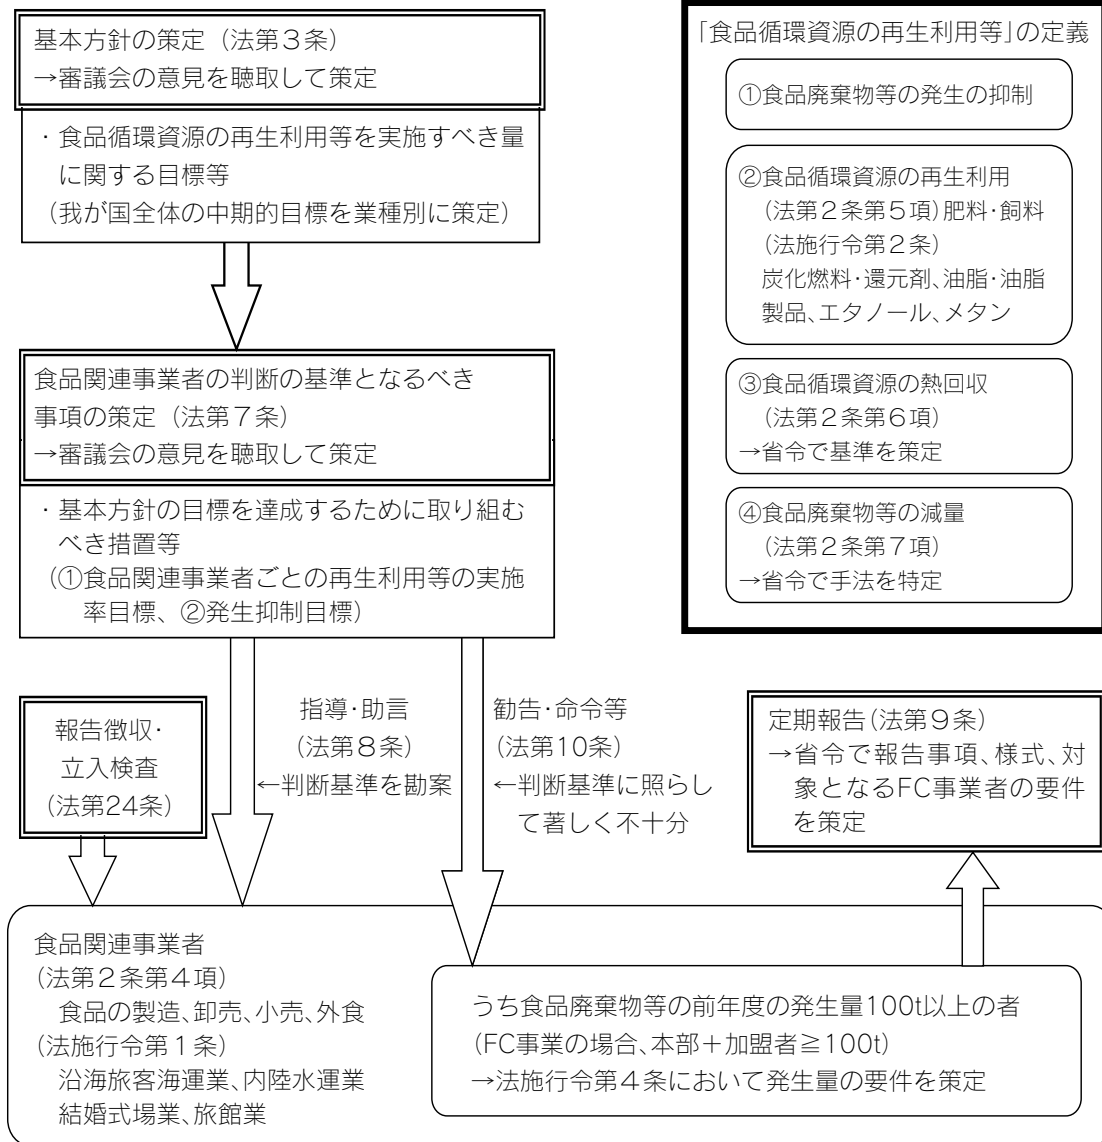 基本方針の策定（法第３条）
→審議会の意見を聴取して策定
・食品循環資源の再生利用等を実施すべき量
に関する目標等
（我が国全体の中期的目標を業種別に策定）
食品関連事業者の判断の基準となるべき
事項の策定（法第７条）
→審議会の意見を聴取して策定
・基本方針の目標を達成するために取り組む
べき措置等
（①食品関連事業者ごとの再生利用等の実施
率目標、②発生抑制目標）
「食品循環資源の再生利用等」の定義
①食品廃棄物等の発生の抑制
②食品循環資源の再生利用
（法第２条第５項）肥料・飼料
（法施行令第２条）
炭化燃料・還元剤、油脂・油脂
製品、エタノール、メタン
③食品循環資源の熱回収
（法第２条第６項）
→省令で基準を策定
④食品廃棄物等の減量
（法第２条第７項）
→省令で手法を特定
報告徴収・
立入検査
（法第24条）
指導・助言
（法第８条）
←判断基準を勘案
勧告・命令等
（法第10条）
←判断基準に照らし
て著しく不十分
定期報告（法第９条）
→省令で報告事項、様式、対
象となるFC事業者の要件
を策定
食品関連事業者
（法第２条第４項）
食品の製造、卸売、小売、外食
（法施行令第１条）
沿海旅客海運業、内陸水運業
結婚式場業、旅館業
うち食品廃棄物等の前年度の発生量100t以上の者
（FC事業の場合、本部＋加盟者≧100t）
→法施行令第４条において発生量の要件を策定